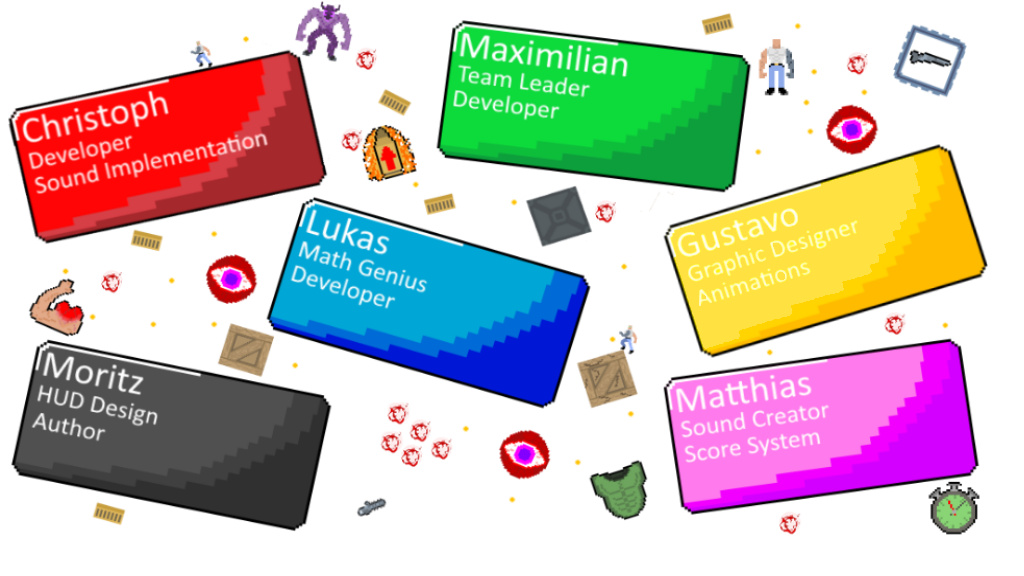 Christoph
Developer
Sound Implementation
Maximilian
Team Leader
Developer
Lukas
Math Genius
Developer
Gustavo
Graphic Designer
Animations
Moritz
HUD Design
Author
Matthias
Sound Creator
Score System